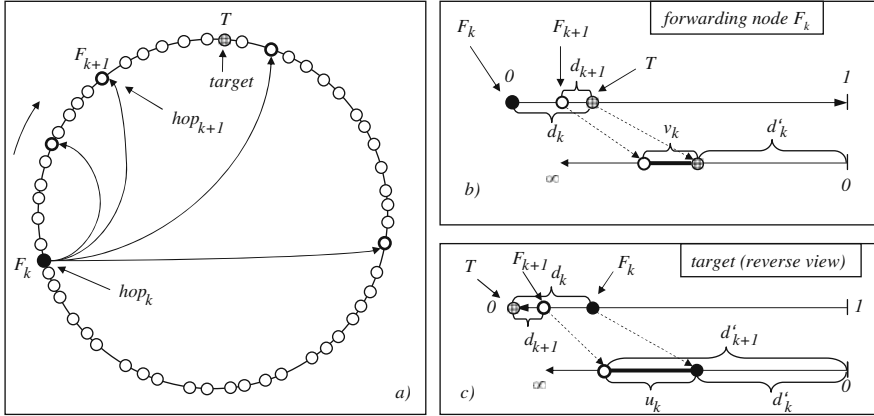 T
F_{k+1}
target
hop_{k+1}
F_k
hop_k
a)
forwarding node F_k
F_k
F_{k+1}
T
0
d_{k+1}
1
d_k
v_k
d'_k
∞
0
b)
target (reverse view)
T
F_{k+1}
d_k
F_k
0
1
d_{k+1}
d'_{k+1}
∞
0
u_k
d'_k
c)